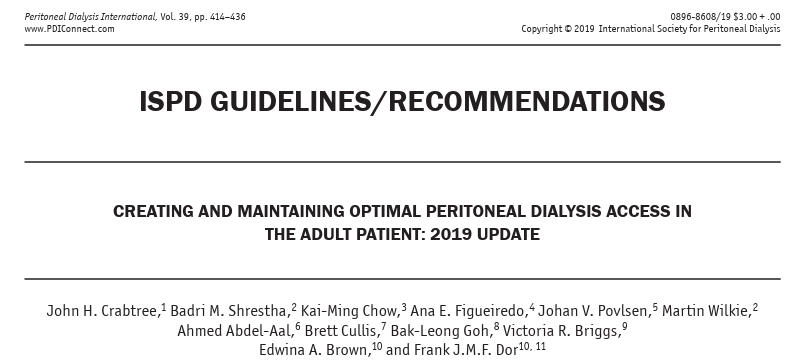 Peritoneal Dialysis International, Vol. 39, pp. 414–436
www.PDIConnect.com
0896-8608/19 $3.00 + .00
Copyright © 2019 International Society for Peritoneal Dialysis
ISPD GUIDELINES/RECOMMENDATIONS
CREATING AND MAINTAINING OPTIMAL PERITONEAL DIALYSIS ACCESS IN
THE ADULT PATIENT: 2019 UPDATE
John H. Crabtree,1 Badri M. Shrestha,2 Kai-Ming Chow,3 Ana E. Figueiredo,4 Johan V. Povlsen,5 Martin Wilkie,2
Ahmed Abdel-Aal,6 Brett Cullis,7 Bak-Leong Goh,8 Victoria R. Briggs,9
Edwina A. Brown,10 and Frank J.M.F. Dor10, 11